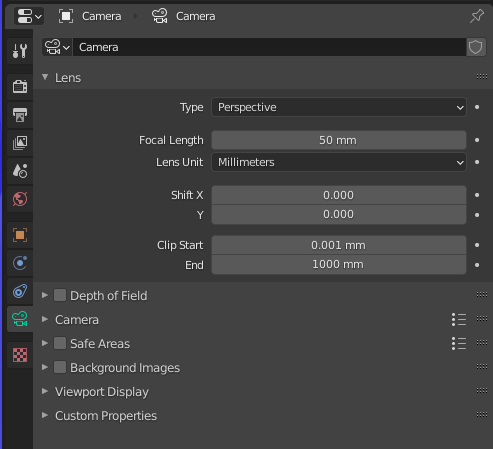 Camera Camera
Camera
Lens
Type Perspective
Focal Length 50 mm
Lens Unit Millimeters
Shift X 0.000
Y 0.000
Clip Start 0.001 mm
End 1000 mm
Depth of Field
Camera
Safe Areas
Background Images
Viewport Display
Custom Properties